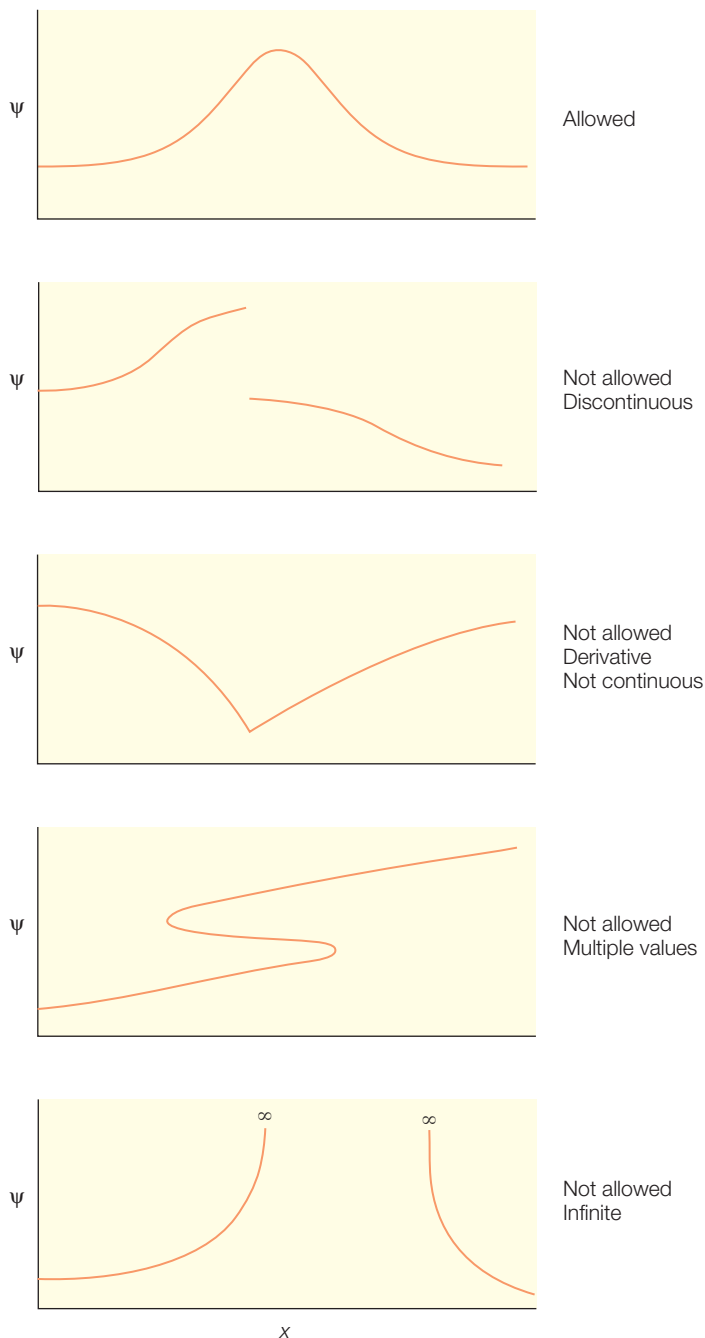 ψ
Allowed
ψ
Not allowed
Discontinuous
ψ
Not allowed
Derivative
Not continuous
ψ
Not allowed
Multiple values
∞
∞
ψ
Not allowed
Infinite
x